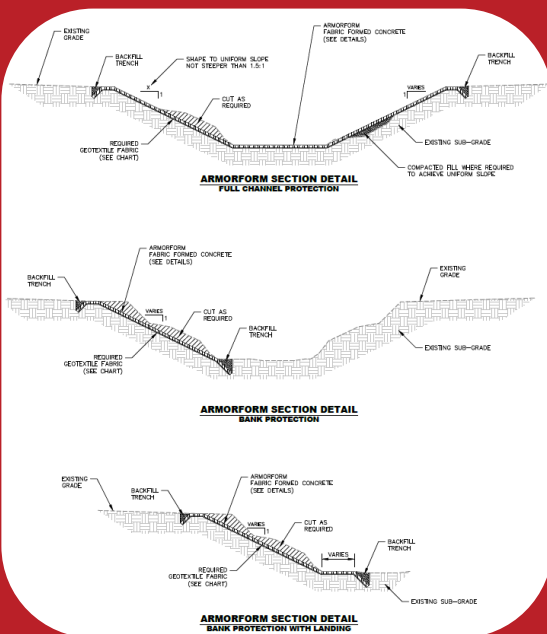 EXISTING
GRADE
BACKFILL
TRENCH
SHAPE TO UNIFORM SLOPE
NOT STEEPER THAN 1.5:1
ARMORFORM
FABRIC FORMED CONCRETE
(SEE DETAILS)
BACKFILL
TRENCH
X
1
VARIES
1
CUT AS
REQUIRED
REQUIRED
GEOTEXTILE FABRIC
(SEE CHART)
EXISTING SUB-GRADE
COMPACTED FILL WHERE REQUIRED
TO ACHIEVE UNIFORM SLOPE
ARMORFORM SECTION DETAIL
FULL CHANNEL PROTECTION
ARMORFORM
FABRIC FORMED CONCRETE
(SEE DETAILS)
BACKFILL
TRENCH
EXISTING
GRADE
VARIES
1
CUT AS
REQUIRED
BACKFILL
TRENCH
REQUIRED
GEOTEXTILE FABRIC
(SEE CHART)
EXISTING SUB-GRADE
ARMORFORM SECTION DETAIL
BANK PROTECTION
EXISTING
GRADE
ARMORFORM
FABRIC FORMED CONCRETE
(SEE DETAILS)
BACKFILL
TRENCH
VARIES
1
CUT AS
REQUIRED
VARIES
BACKFILL
TRENCH
REQUIRED
GEOTEXTILE FABRIC
(SEE CHART)
EXISTING SUB-GRADE
ARMORFORM SECTION DETAIL
BANK PROTECTION WITH LANDING